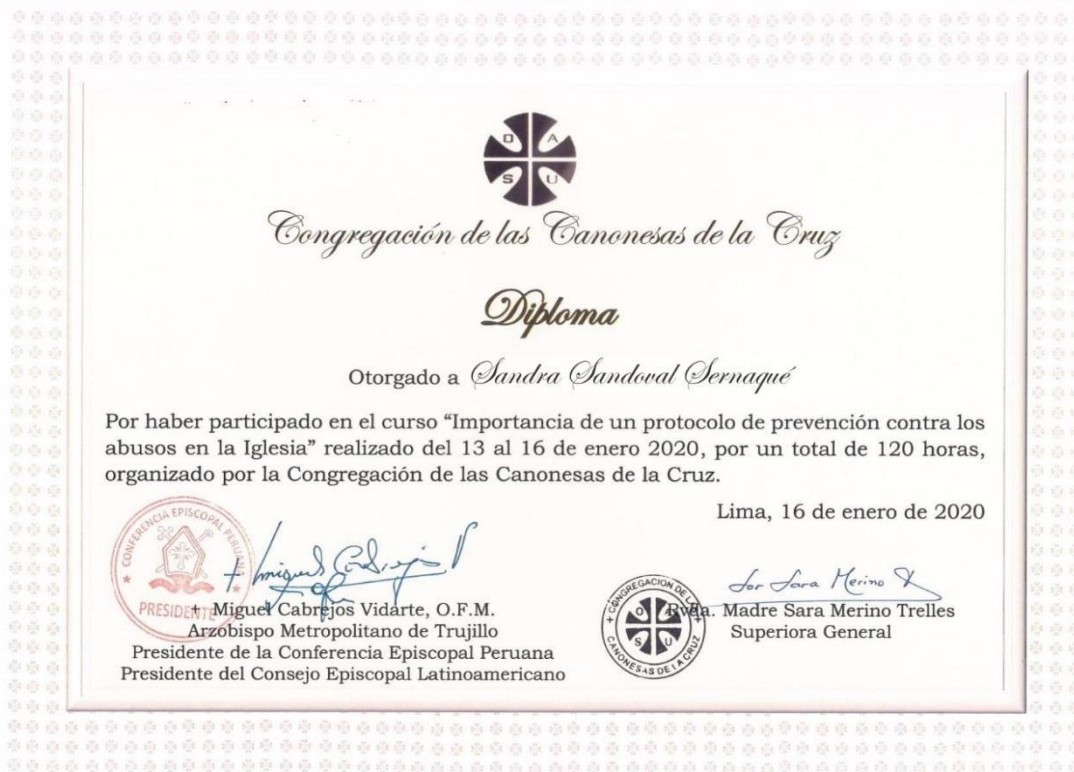 D A
S U
Congregación de las Canonesas de la Cruz
Diploma
Otorgado a Sandra Sandoval Sernaqué
Por haber participado en el curso “Importancia de un protocolo de prevención contra los
abusos en la Iglesia” realizado del 13 al 16 de enero 2020, por un total de 120 horas,
organizado por la Congregación de las Canonesas de la Cruz.
Lima, 16 de enero de 2020
CONFERENCIA EPISCOPAL PERUANA
PRESIDENTE
+ Miguel Cabrejos Vidarte, O.F.M.
Arzobispo Metropolitano de Trujillo
Presidente de la Conferencia Episcopal Peruana
Presidente del Consejo Episcopal Latinoamericano
CONGREGACION DE LAS
CANONESAS DE LA CRUZ
Sor Sara Merino
Rvda. Madre Sara Merino Trelles
Superiora General